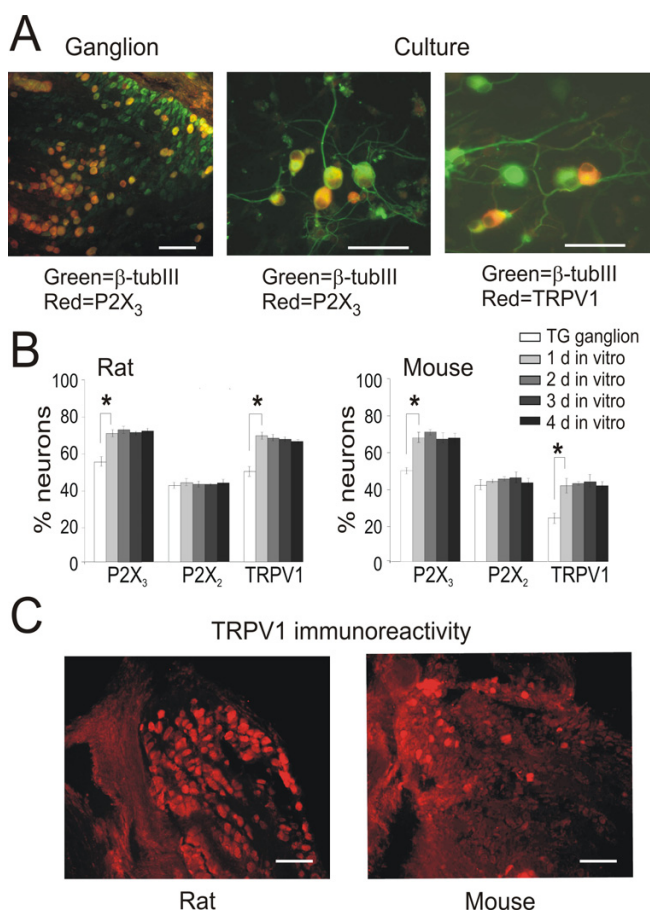 A
Ganglion
Culture
Green=β-tubIII
Red=P2X₃
Green=β-tubIII
Red=P2X₃
Green=β-tubIII
Red=TRPV1
B
Rat
% neurons
100
80
60
40
20
0
*
*
P2X₃
P2X₂
TRPV1
Mouse
% neurons
100
80
60
40
20
0
*
*
P2X₃
P2X₂
TRPV1
TG ganglion
1 d in vitro
2 d in vitro
3 d in vitro
4 d in vitro
C
TRPV1 immunoreactivity
Rat
Mouse